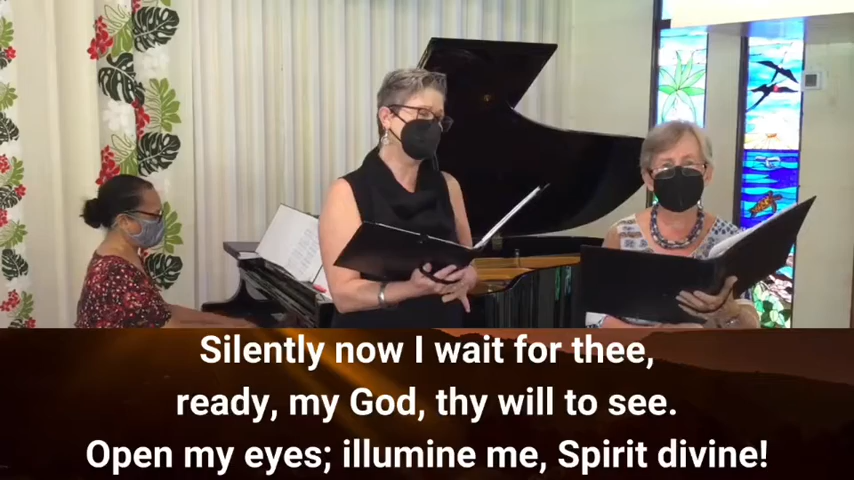 Silently now I wait for thee,
ready, my God, thy will to see.
Open my eyes; illumine me, Spirit divine!